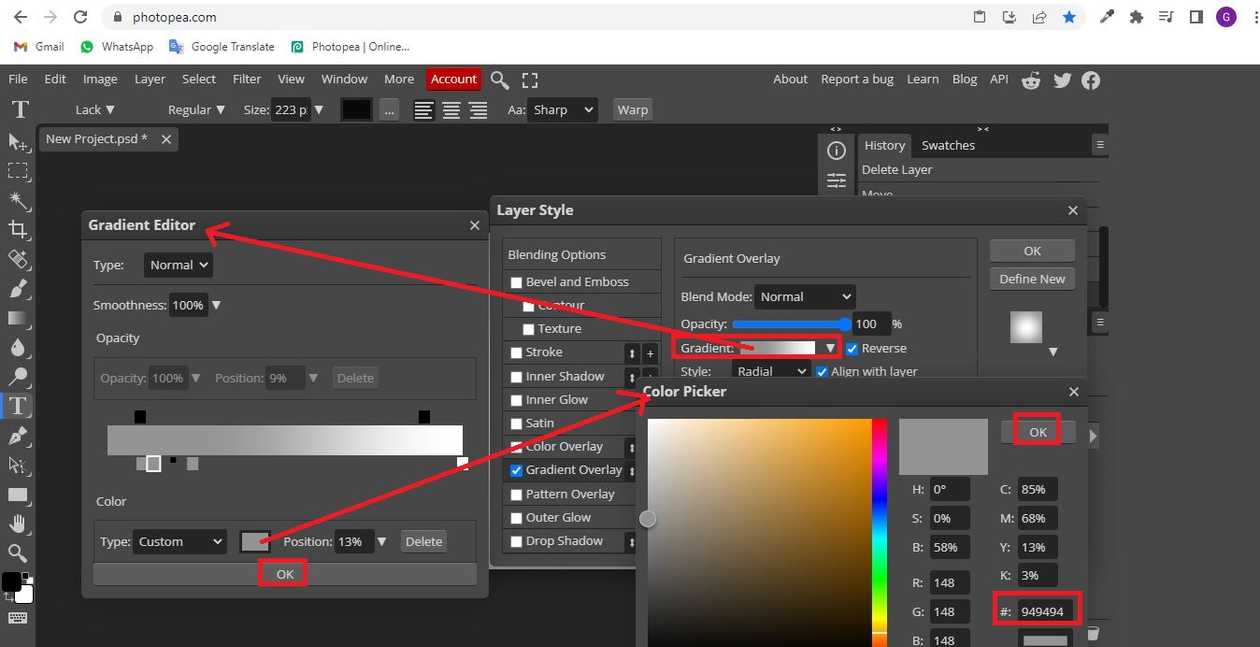 photopea.com
G
Gmail WhatsApp Google Translate Photopea | Online...
File Edit Image Layer Select Filter View Window More Account About Report a bug Learn Blog API
T Lack ▼ Regular ▼ Size: 223 p ▼ ... Aa: Sharp Warp
New Project.psd *
History Swatches
Delete Layer
Move
Gradient Editor
Type: Normal
Smoothness: 100% ▼
Opacity
Opacity: 100% ▼ Position: 9% ▼ Delete
Color
Type: Custom Position: 13% ▼ Delete
OK
Layer Style
Blending Options
Bevel and Emboss
Contour
Texture
Stroke +
Inner Shadow
Inner Glow
Satin
Color Overlay
Gradient Overlay
Pattern Overlay
Outer Glow
Drop Shadow
Gradient Overlay
Blend Mode: Normal
Opacity: 100 %
Gradient: ▼ Reverse
Style: Radial Align with layer
OK
Define New
Color Picker
OK
H: 0° C: 85%
S: 0% M: 68%
B: 58% Y: 13%
K: 3%
R: 148
G: 148 #: 949494
B: 148
T